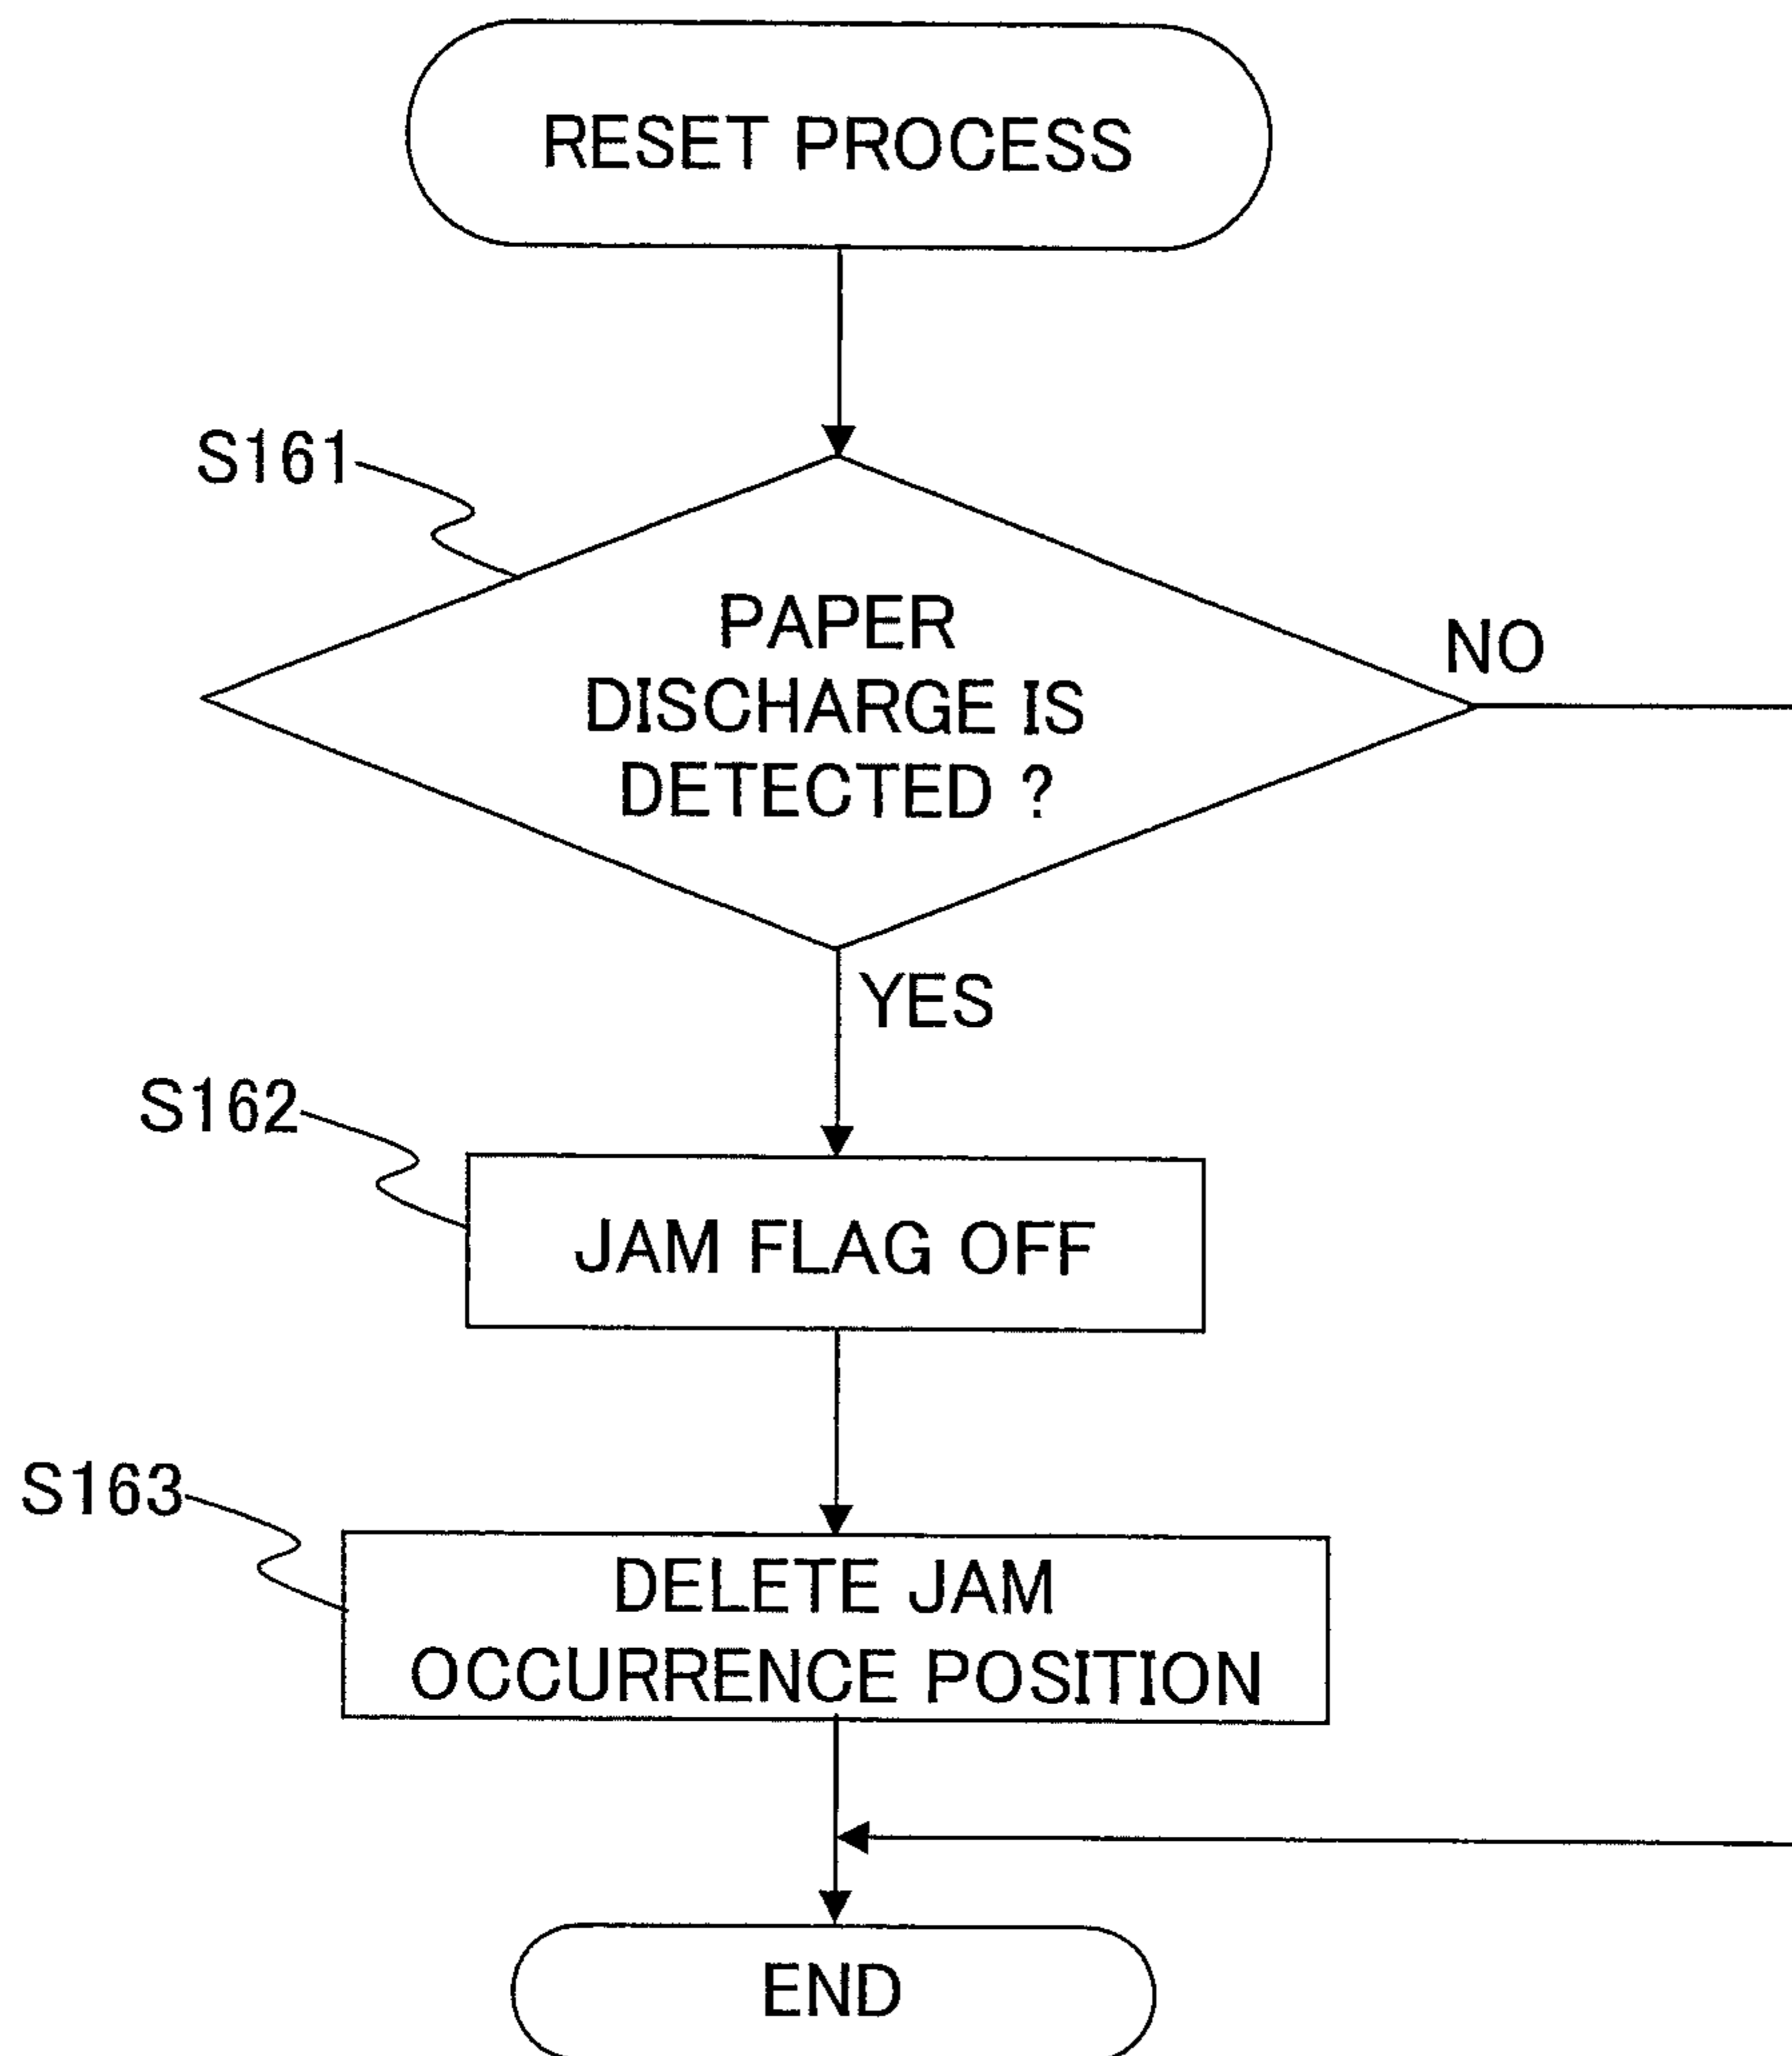 RESET PROCESS
S161
PAPER
DISCHARGE IS
DETECTED ?
NO
YES
S162
JAM FLAG OFF
S163
DELETE JAM
OCCURRENCE POSITION
END